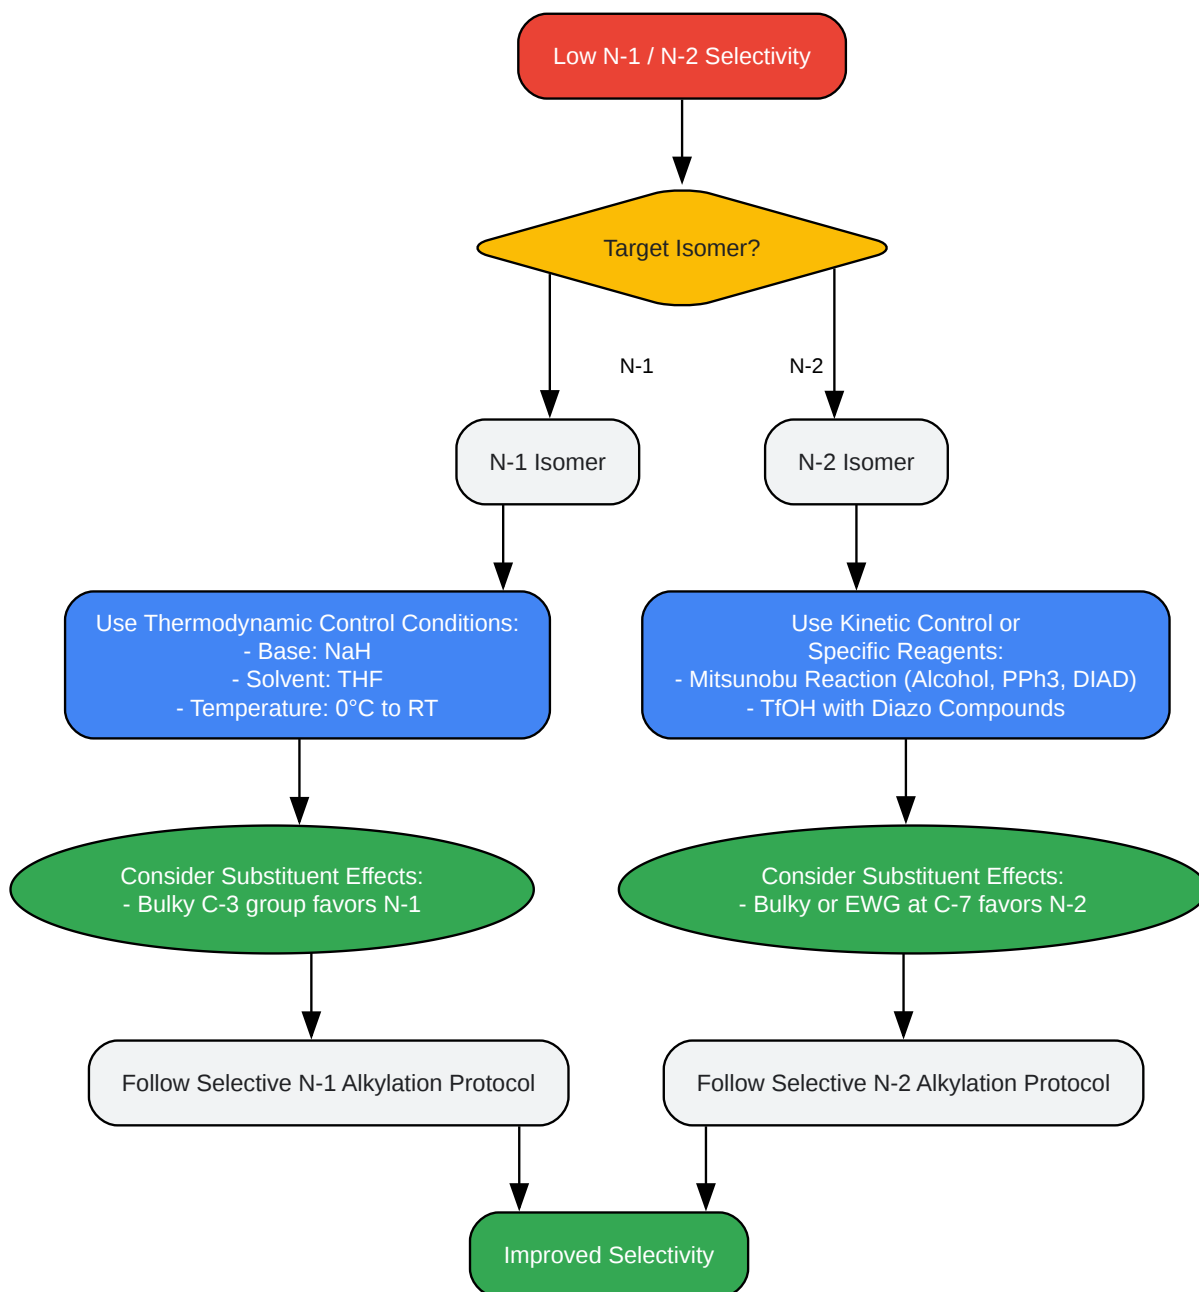 Low N-1 / N-2 Selectivity
Target Isomer?
N-1
N-2
N-1 Isomer
N-2 Isomer
Use Thermodynamic Control Conditions:
- Base: NaH
- Solvent: THF
- Temperature: 0°C to RT
Use Kinetic Control or
Specific Reagents:
- Mitsunobu Reaction (Alcohol, PPh3, DIAD)
- TfOH with Diazo Compounds
Consider Substituent Effects:
- Bulky C-3 group favors N-1
Consider Substituent Effects:
- Bulky or EWG at C-7 favors N-2
Follow Selective N-1 Alkylation Protocol
Follow Selective N-2 Alkylation Protocol
Improved Selectivity